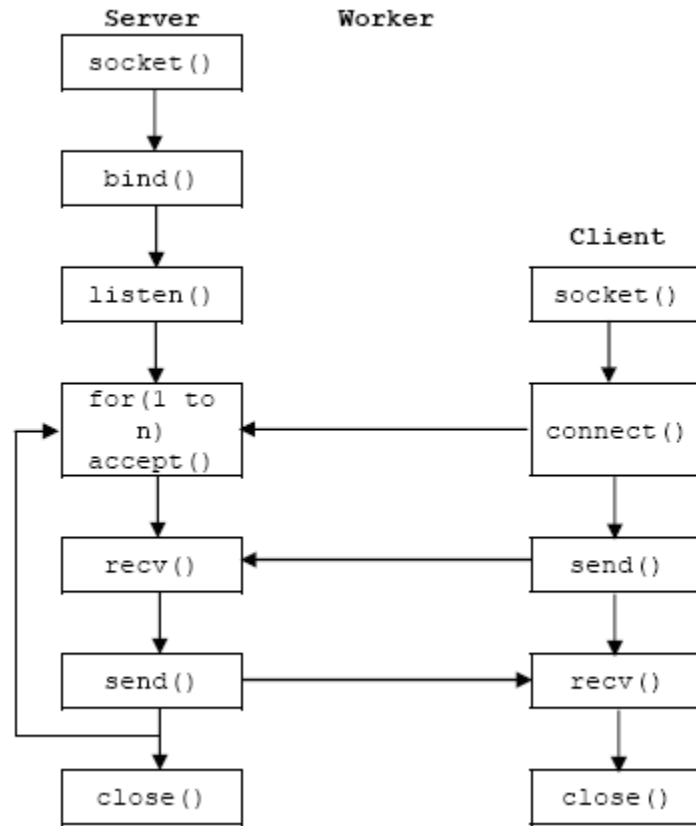 Server
Worker
socket()
bind()
listen()
for(1 to
n)
accept()
recv()
send()
close()
Client
socket()
connect()
send()
recv()
close()